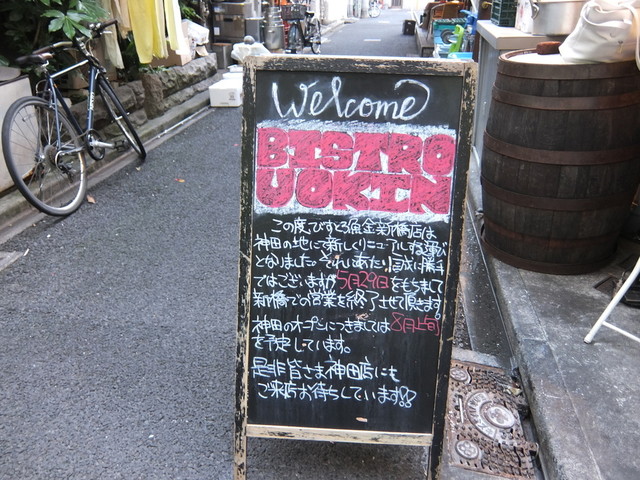 Welcome
BISTRO
UOKIN
この度、びすとろ魚金新橋店は
神田の地にて新しくリニューアルする運び
となりました。それにあたり誠に勝手
ではございますが5月29日をもちまして
新橋での営業を終了させて頂きます。
神田のオープンにつきましては8月上旬
を予定しています。
是非皆さま神田店にも
ご来店お待ちしています!!